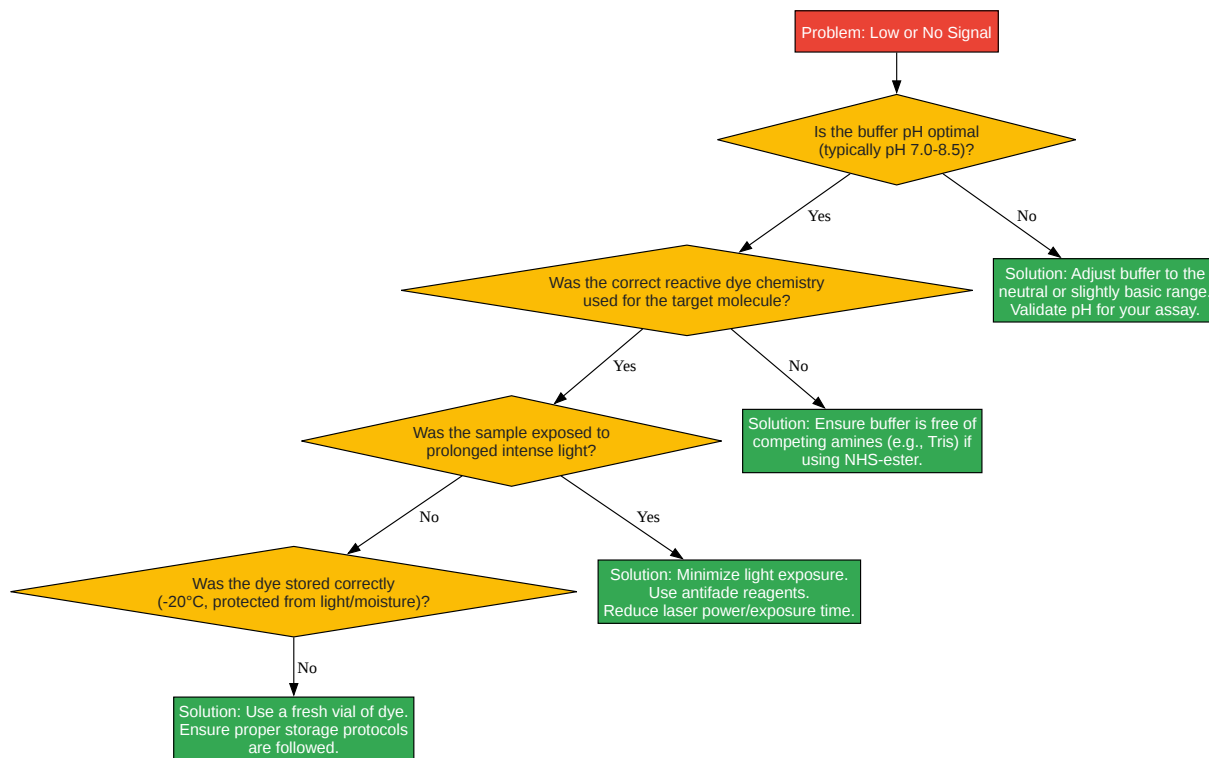 Problem: Low or No Signal
Is the buffer pH optimal
(typically pH 7.0-8.5)?
Yes
No
Was the correct reactive dye chemistry
used for the target molecule?
Solution: Adjust buffer to the
neutral or slightly basic range.
Validate pH for your assay.
Yes
No
Was the sample exposed to
prolonged intense light?
Solution: Ensure buffer is free of
competing amines (e.g., Tris) if
using NHS-ester.
No
Yes
Was the dye stored correctly
(-20°C, protected from light/moisture)?
Solution: Minimize light exposure.
Use antifade reagents.
Reduce laser power/exposure time.
No
Solution: Use a fresh vial of dye.
Ensure proper storage protocols
are followed.